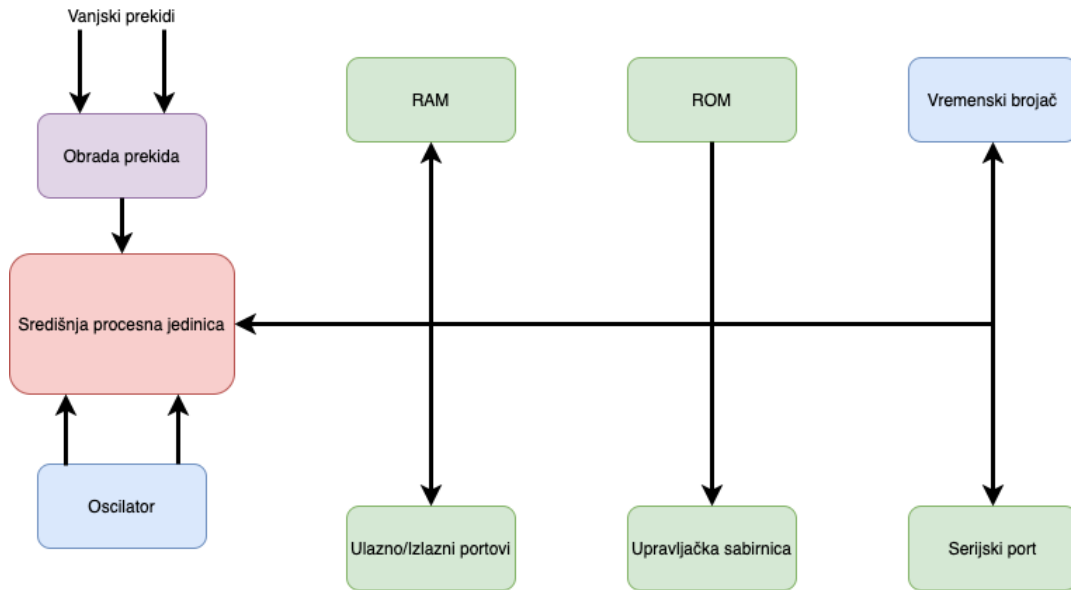 Vanjski prekidi
RAM
ROM
Vremenski brojač
Obrada prekida
Središnja procesna jedinica
Oscilator
Ulazno/Izlazni portovi
Upravljačka sabirnica
Serijski port